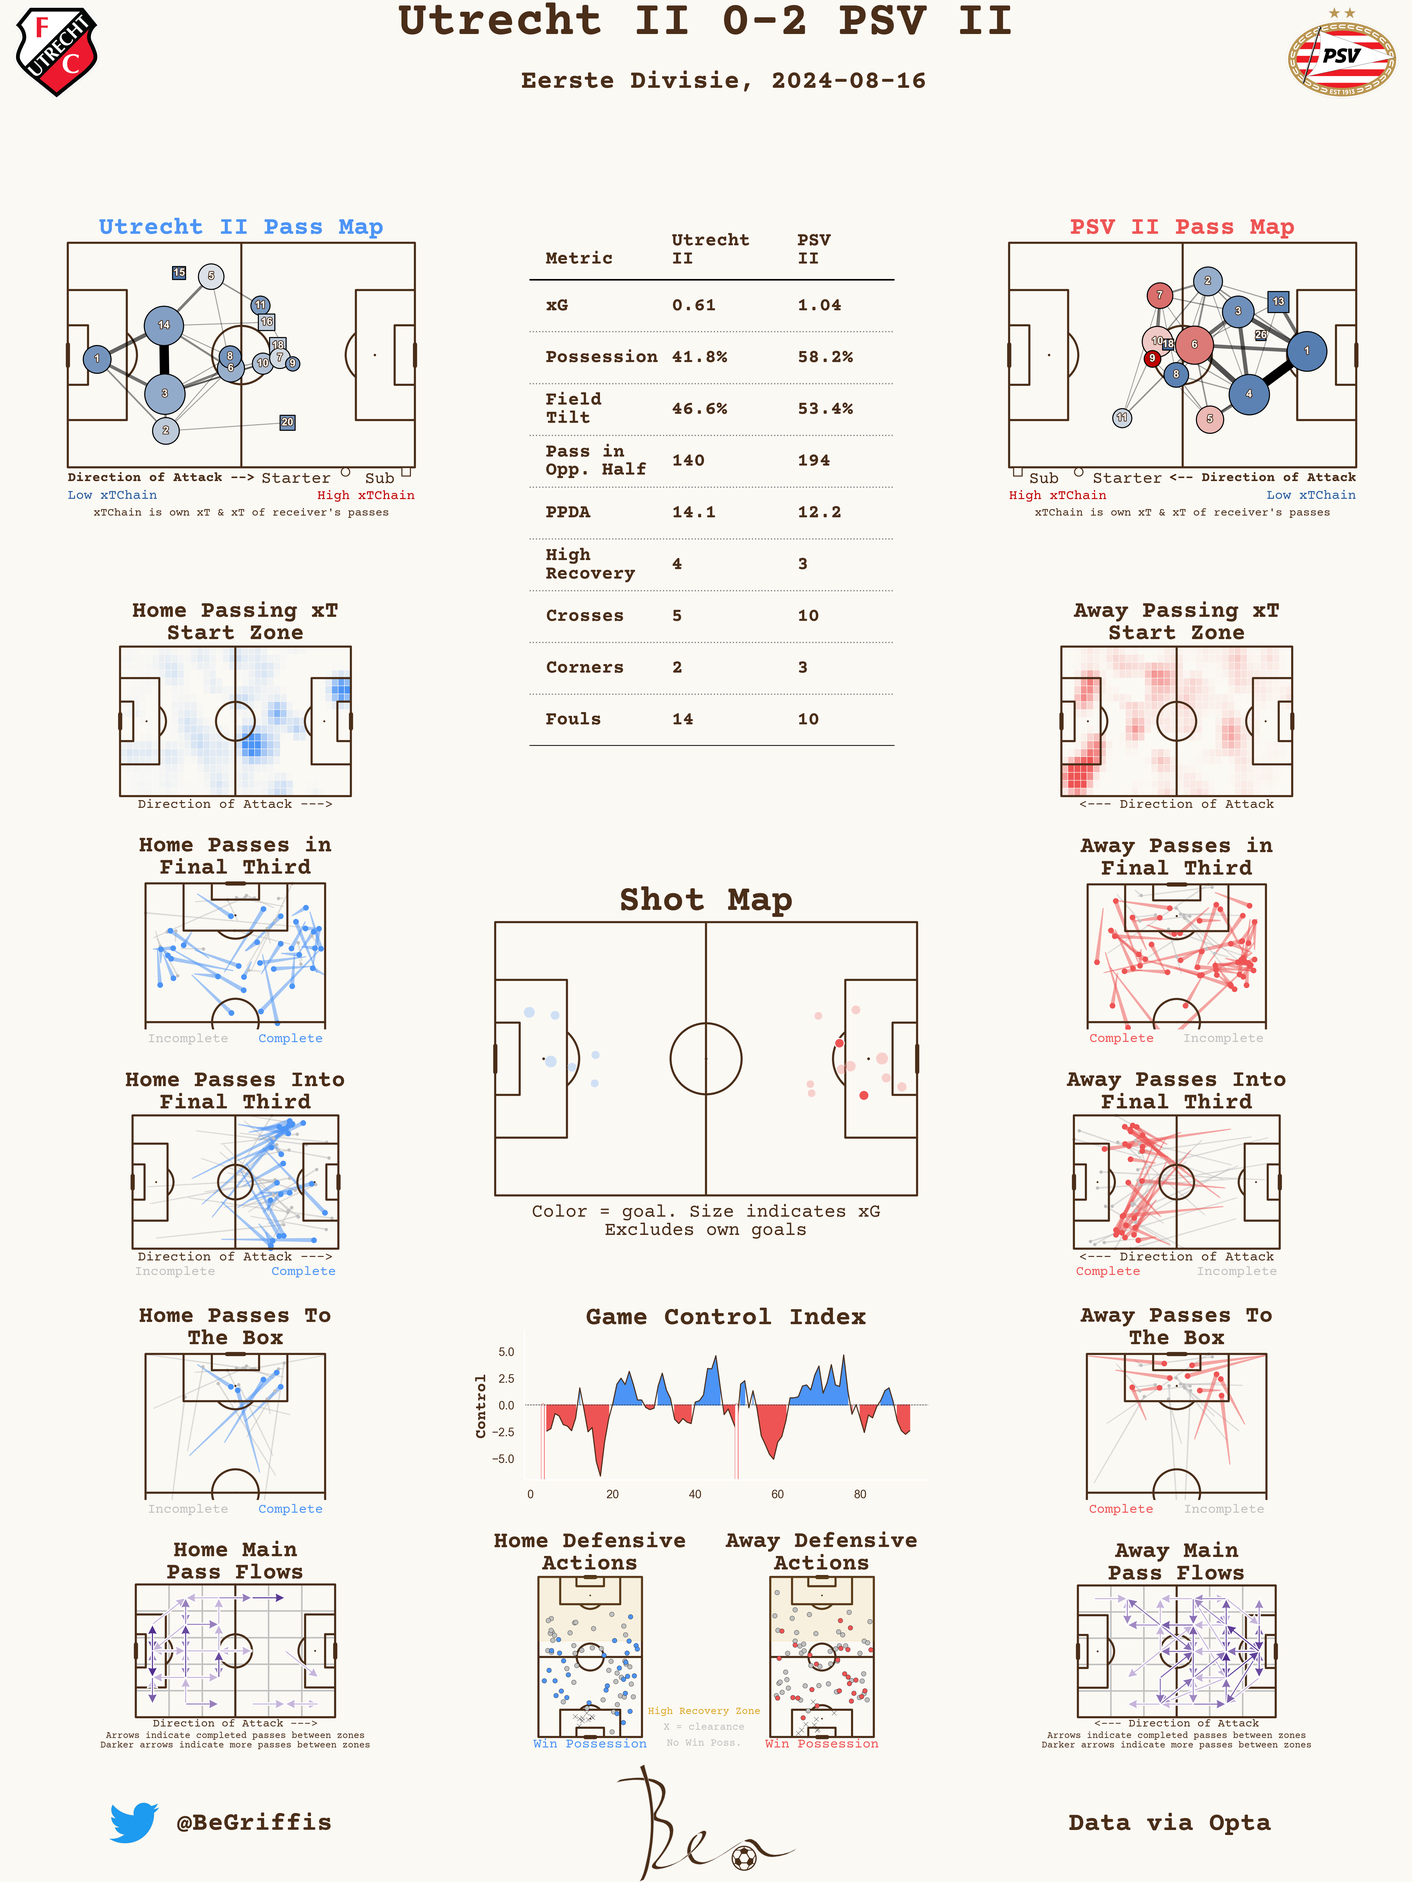 Utrecht II 0-2 PSV II
Eerste Divisie, 2024-08-16
F
UTRECHT
C
PSV
EST 1913
Utrecht II Pass Map
15
5
11
14
16
18
1
8
6
10
7
9
3
2
20
Direction of Attack --> Starter Sub
Low xTChain High xTChain
xTChain is own xT & xT of receiver's passes
Metric Utrecht II PSV II
xG 0.61 1.04
Possession 41.8% 58.2%
Field Tilt 46.6% 53.4%
Pass in Opp. Half 140 194
PPDA 14.1 12.2
High Recovery 4 3
Crosses 5 10
Corners 2 3
Fouls 14 10
PSV II Pass Map
2
7
13
3
26
10
18
6
1
9
8
4
11
5
Sub Starter <-- Direction of Attack
High xTChain Low xTChain
xTChain is own xT & xT of receiver's passes
Home Passing xT
Start Zone
Direction of Attack --->
Away Passing xT
Start Zone
<--- Direction of Attack
Home Passes in
Final Third
Incomplete Complete
Away Passes in
Final Third
Complete Incomplete
Shot Map
Color = goal. Size indicates xG
Excludes own goals
Home Passes Into
Final Third
Direction of Attack --->
Incomplete Complete
Away Passes Into
Final Third
<--- Direction of Attack
Complete Incomplete
Home Passes To
The Box
Incomplete Complete
Game Control Index
Control
5.0
2.5
0.0
−2.5
−5.0
0 20 40 60 80
Away Passes To
The Box
Complete Incomplete
Home Main
Pass Flows
Direction of Attack --->
Arrows indicate completed passes between zones
Darker arrows indicate more passes between zones
Home Defensive
Actions
Win Possession
Away Defensive
Actions
Win Possession
High Recovery Zone
X = clearance
No Win Poss.
Away Main
Pass Flows
<--- Direction of Attack
Arrows indicate completed passes between zones
Darker arrows indicate more passes between zones
@BeGriffis
Ben
Data via Opta